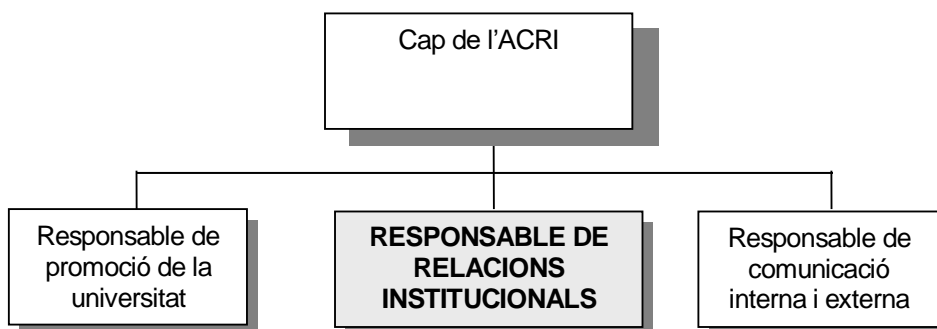 Cap de l’ACRI
Responsable de
promoció de la
universitat
RESPONSABLE DE
RELACIONS
INSTITUCIONALS
Responsable de
comunicació
interna i externa